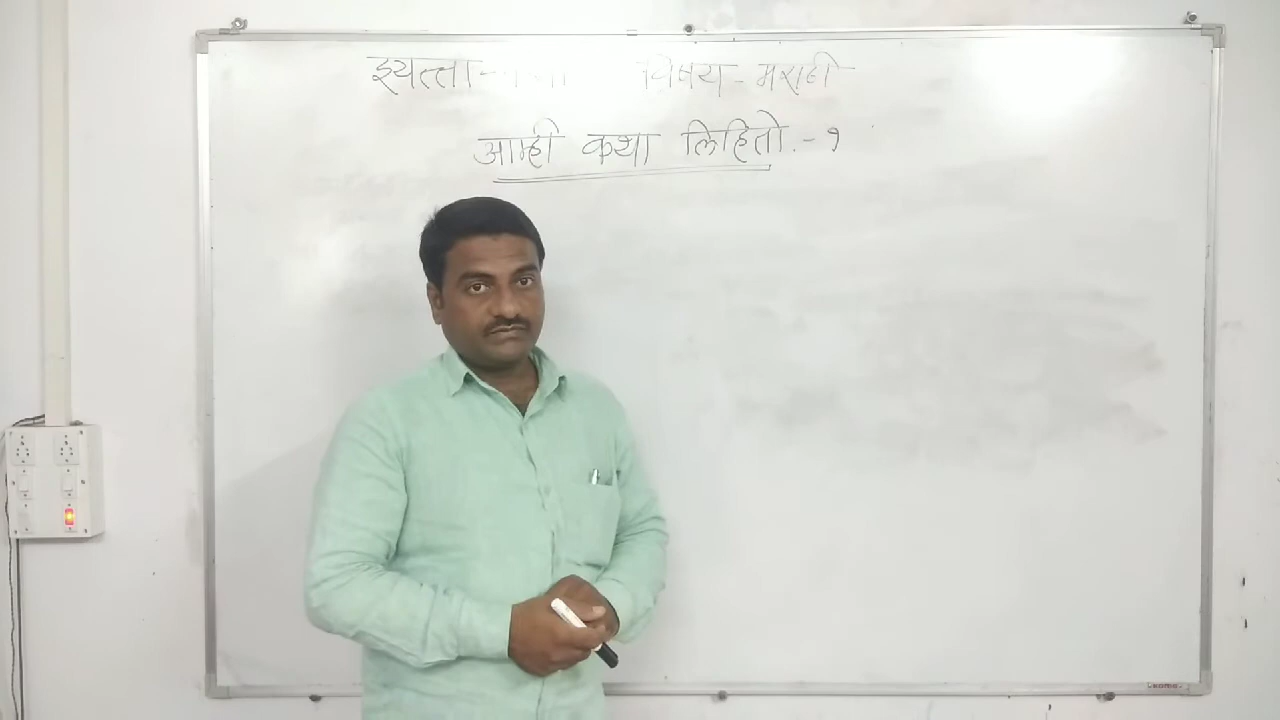 इयत्ता - विषय - मराठी
आम्ही कथा लिहितो. - १